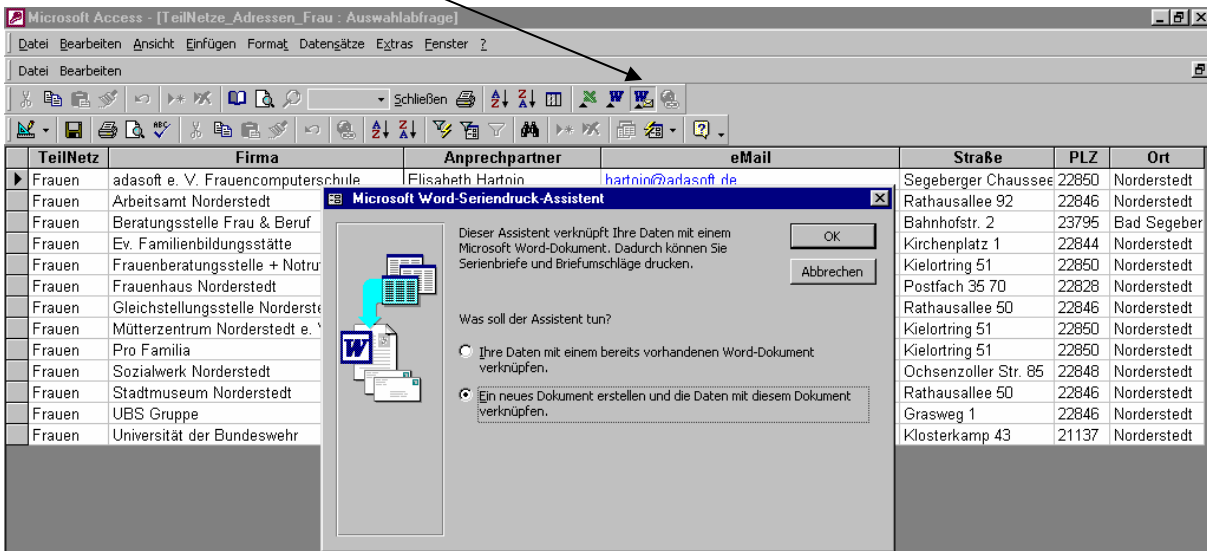 Microsoft Access - [TeilNetze_Adressen_Frau : Auswahlabfrage]
Datei Bearbeiten Ansicht Einfügen Format Datensätze Extras Fenster ?
Datei Bearbeiten
Schließen
TeilNetz Firma Anprechpartner eMail Straße PLZ Ort
Frauen adasoft e. V. Frauencomputerschule Elisabeth Hartojn hartojn@adasoft.de Segeberger Chaussee 22850 Norderstedt
Frauen Arbeitsamt Norderstedt Rathausallee 92 22846 Norderstedt
Frauen Beratungsstelle Frau & Beruf Bahnhofstr. 2 23795 Bad Segeber
Frauen Ev. Familienbildungsstätte Kirchenplatz 1 22844 Norderstedt
Frauen Frauenberatungsstelle + Notru Kielortring 51 22850 Norderstedt
Frauen Frauenhaus Norderstedt Postfach 35 70 22828 Norderstedt
Frauen Gleichstellungsstelle Norderste Rathausallee 50 22846 Norderstedt
Frauen Mütterzentrum Norderstedt e. Kielortring 51 22850 Norderstedt
Frauen Pro Familia Kielortring 51 22850 Norderstedt
Frauen Sozialwerk Norderstedt Ochsenzoller Str. 85 22848 Norderstedt
Frauen Stadtmuseum Norderstedt Rathausallee 50 22846 Norderstedt
Frauen UBS Gruppe Grasweg 1 22846 Norderstedt
Frauen Universität der Bundeswehr Klosterkamp 43 21137 Norderstedt
Microsoft Word-Seriendruck-Assistent
Dieser Assistent verknüpft Ihre Daten mit einem
Microsoft Word-Dokument. Dadurch können Sie
Serienbriefe und Briefumschläge drucken.
OK
Abbrechen
Was soll der Assistent tun?
Ihre Daten mit einem bereits vorhandenen Word-Dokument
verknüpfen.
Ein neues Dokument erstellen und die Daten mit diesem Dokument
verknüpfen.